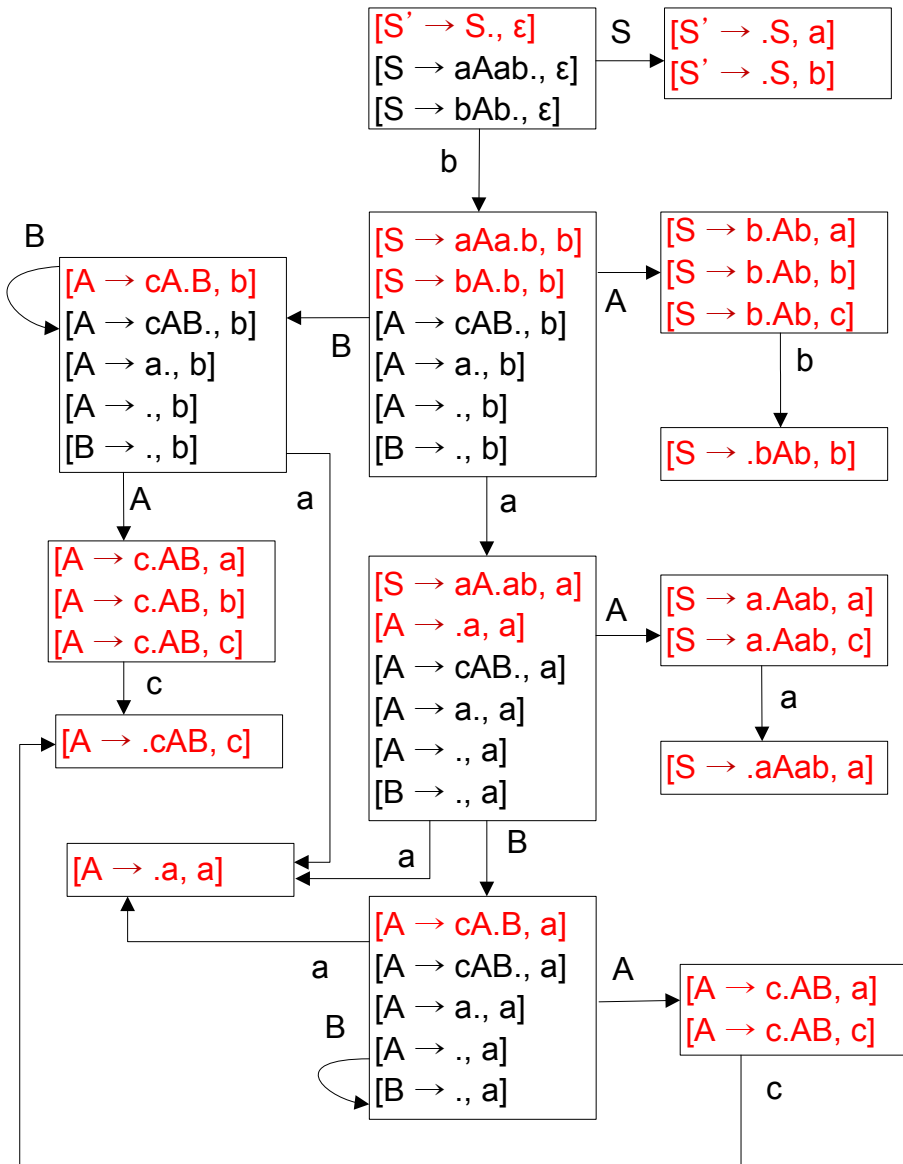 [S’ → S., ε]
[S → aAab., ε]
[S → bAb., ε]
S
[S’ → .S, a]
[S’ → .S, b]
b
[S → aAa.b, b]
[S → bA.b, b]
[A → cAB., b]
[A → a., b]
[A → ., b]
[B → ., b]
A
[S → b.Ab, a]
[S → b.Ab, b]
[S → b.Ab, c]
b
[S → .bAb, b]
B
B
[A → cA.B, b]
[A → cAB., b]
[A → a., b]
[A → ., b]
[B → ., b]
A
a
[A → c.AB, a]
[A → c.AB, b]
[A → c.AB, c]
c
[A → .cAB, c]
a
[S → aA.ab, a]
[A → .a, a]
[A → cAB., a]
[A → a., a]
[A → ., a]
[B → ., a]
A
[S → a.Aab, a]
[S → a.Aab, c]
a
[S → .aAab, a]
a
B
[A → .a, a]
a
[A → cA.B, a]
[A → cAB., a]
[A → a., a]
[A → ., a]
[B → ., a]
B
A
[A → c.AB, a]
[A → c.AB, c]
c